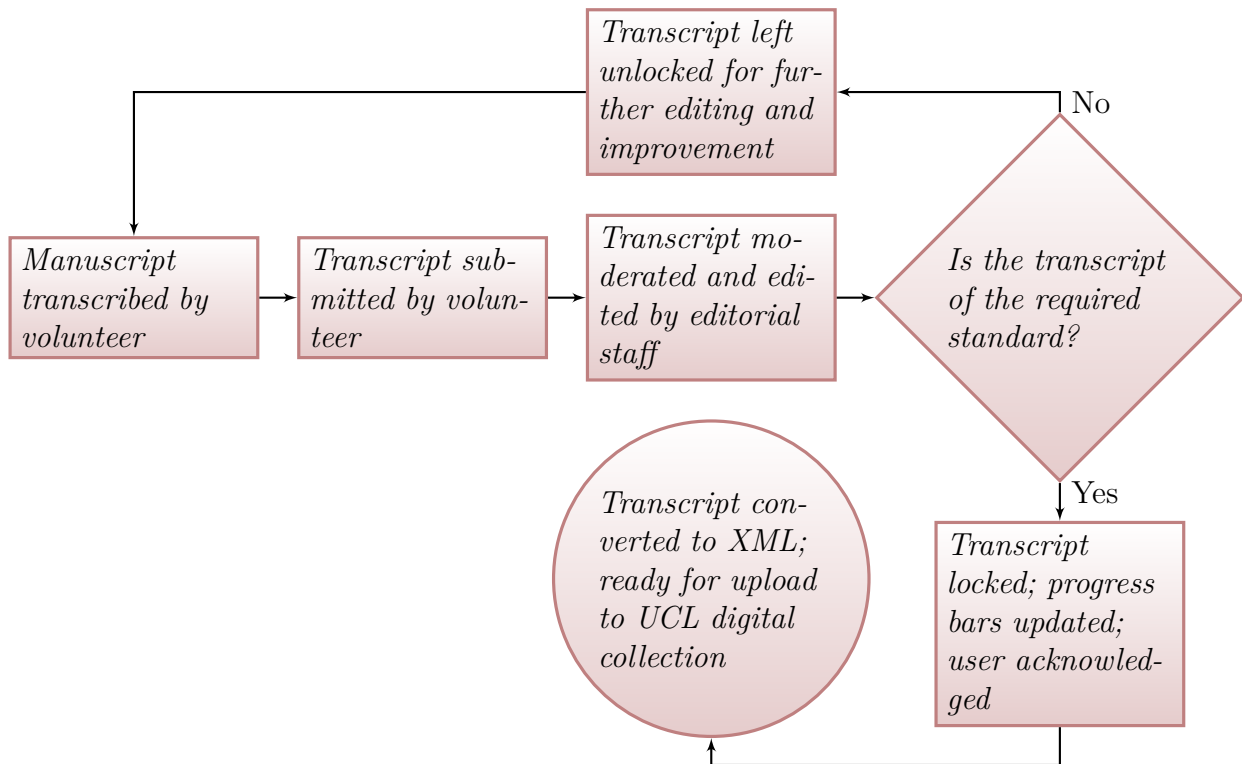 Transcript left
unlocked for fur-
ther editing and
improvement
No
Manuscript
transcribed by
volunteer
Transcript sub-
mitted by volun-
teer
Transcript mo-
derated and edi-
ted by editorial
staff
Is the transcript
of the required
standard?
Yes
Transcript con-
verted to XML;
ready for upload
to UCL digital
collection
Transcript
locked; progress
bars updated;
user acknowled-
ged